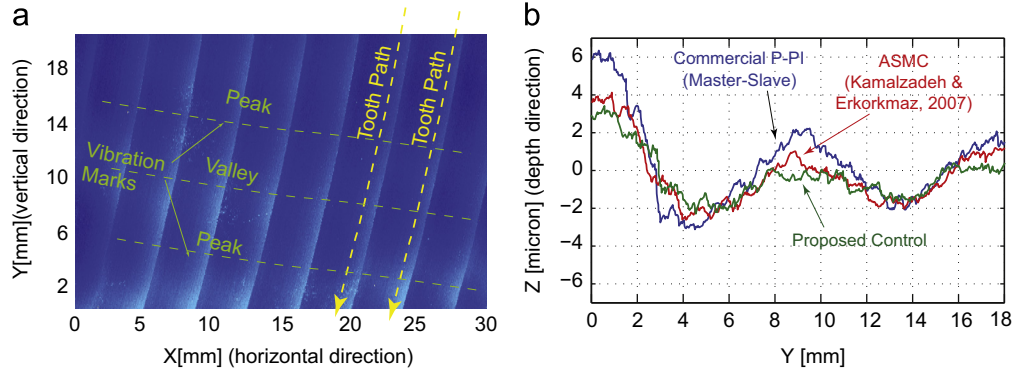 a
Y[mm](vertical direction)
18
14
10
6
2
0
5
10
15
20
25
30
X[mm] (horizontal direction)
Peak
Vibration
Marks
Valley
Peak
Tooth Path
Tooth Path
b
Z [micron] (depth direction)
6
4
2
0
-2
-4
-6
0
2
4
6
8
10
12
14
16
18
Y [mm]
Commercial P-PI
(Master-Slave)
ASMC
(Kamalzadeh &
Erkorkmaz, 2007)
Proposed Control